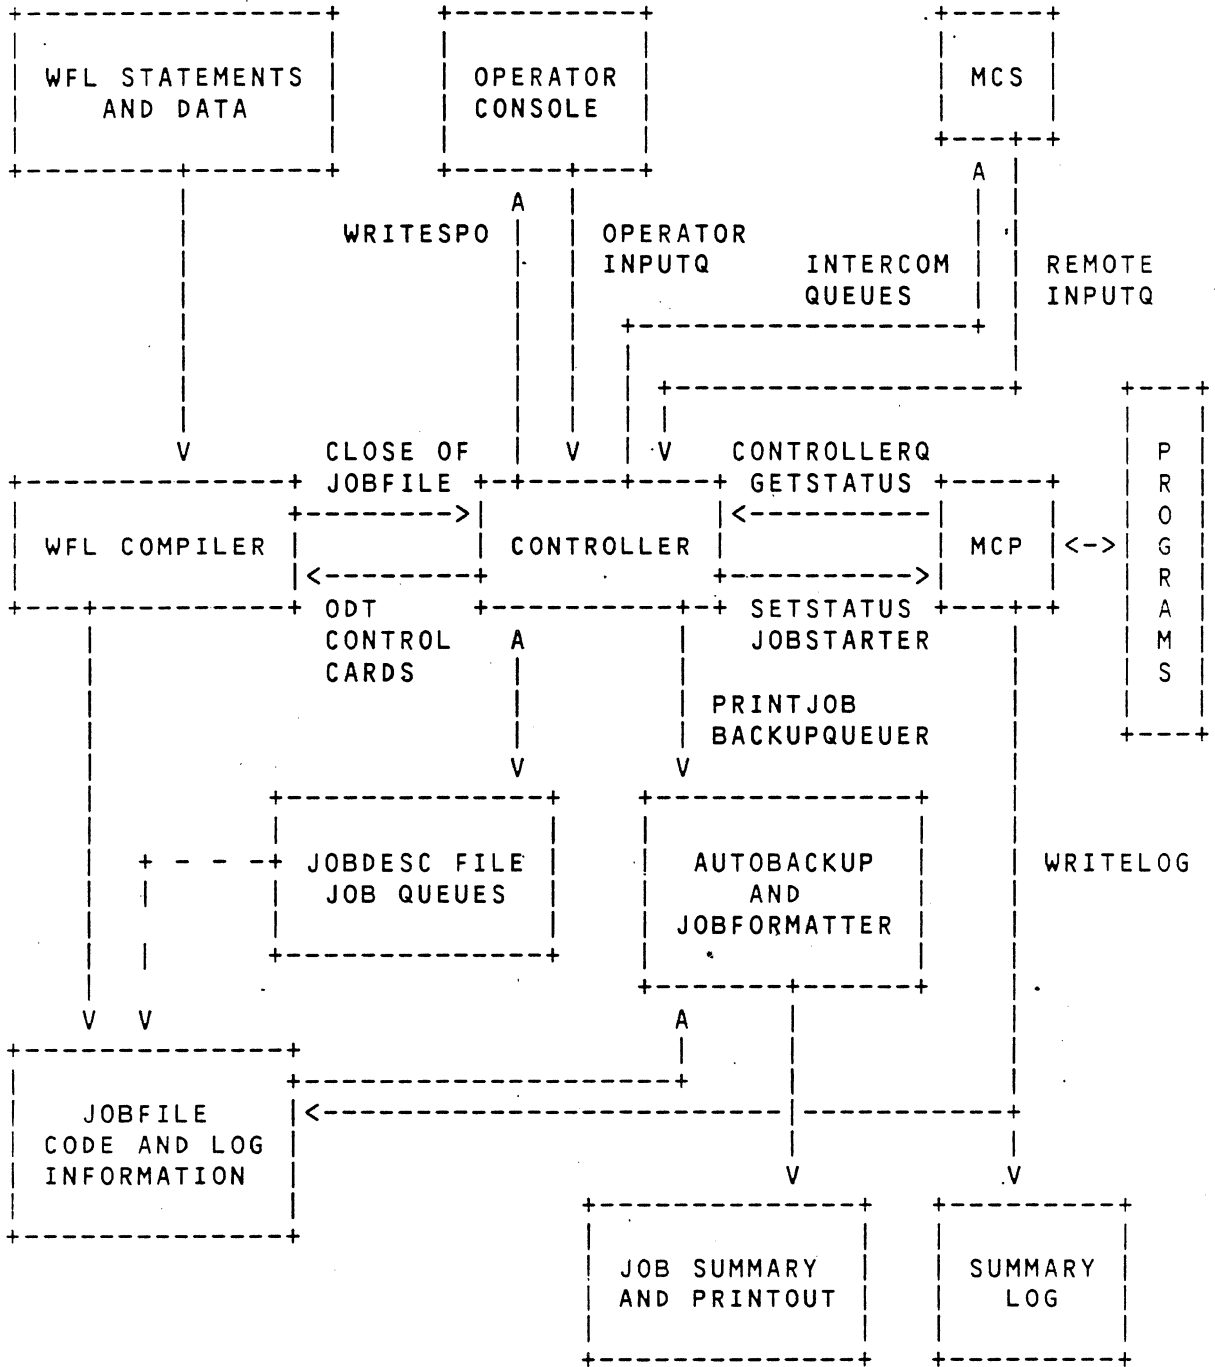 WFL STATEMENTS
AND DATA
OPERATOR
CONSOLE
MCS
WRITESPO
OPERATOR
INPUTQ
INTERCOM
QUEUES
REMOTE
INPUTQ
CLOSE OF
JOBFILE
CONTROLLERQ
GETSTATUS
WFL COMPILER
CONTROLLER
MCP
PROGRAMS
ODT
CONTROL
CARDS
SETSTATUS
JOBSTARTER
PRINTJOB
BACKUPQUEUER
JOBDESC FILE
JOB QUEUES
AUTOBACKUP
AND
JOBFORMATTER
WRITELOG
JOBFILE
CODE AND LOG
INFORMATION
JOB SUMMARY
AND PRINTOUT
SUMMARY
LOG